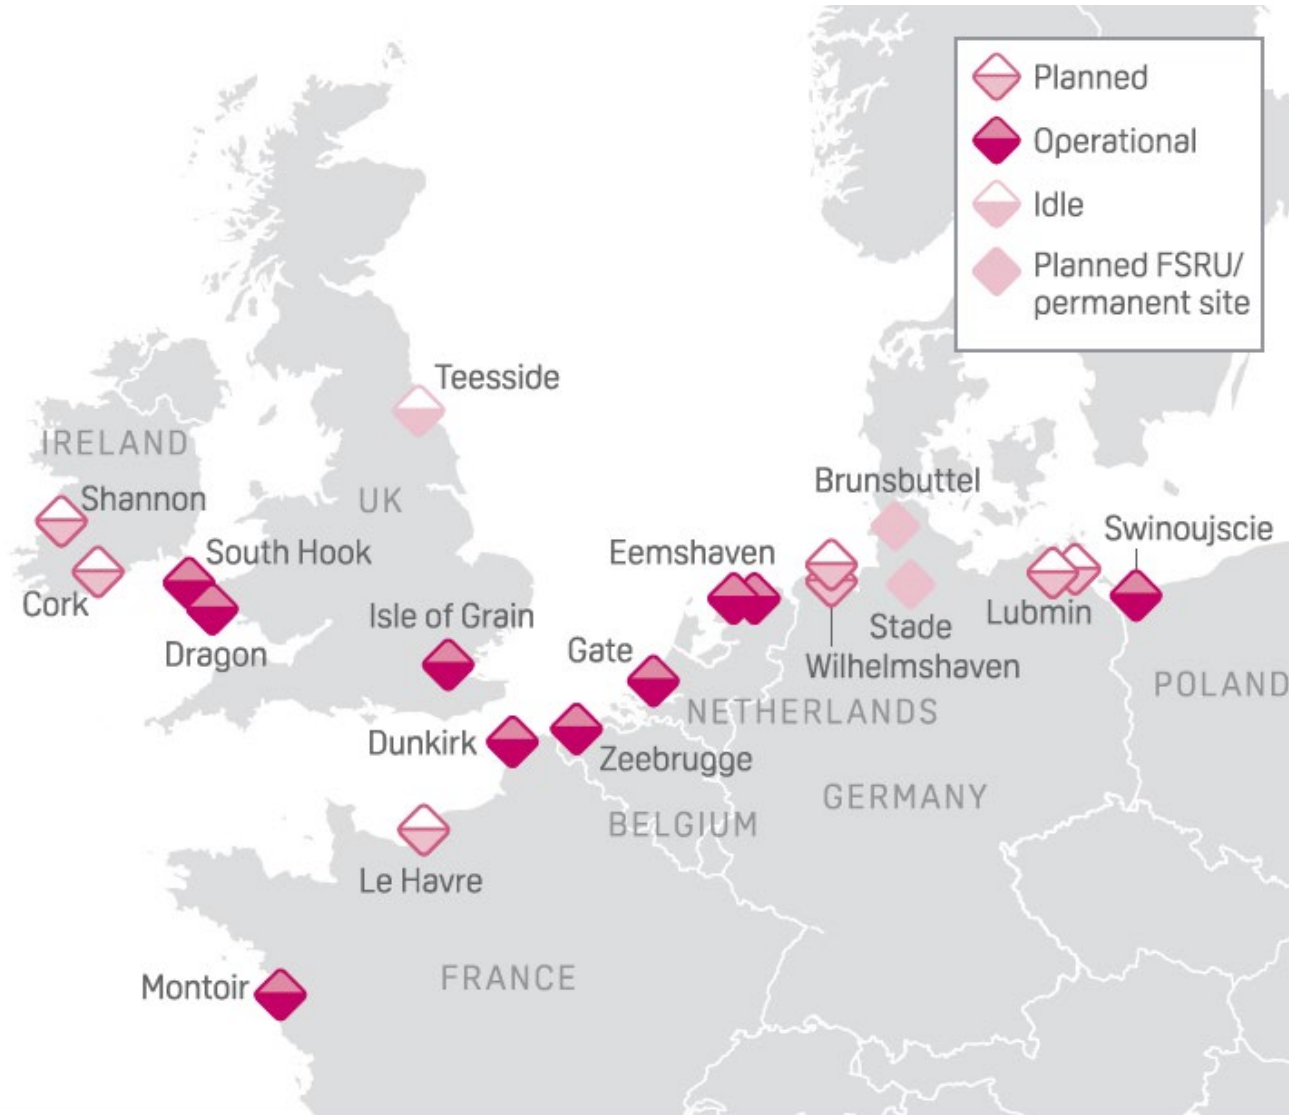 Planned
Operational
Idle
Planned FSRU/
permanent site
Teesside
IRELAND
Shannon
UK
Brunsbuttel
Swinoujscie
South Hook
Eemshaven
Cork
Isle of Grain
Lubmin
Stade
Dragon
Gate
Wilhelmshaven
POLAND
NETHERLANDS
Dunkirk
Zeebrugge
GERMANY
BELGIUM
Le Havre
FRANCE
Montoir